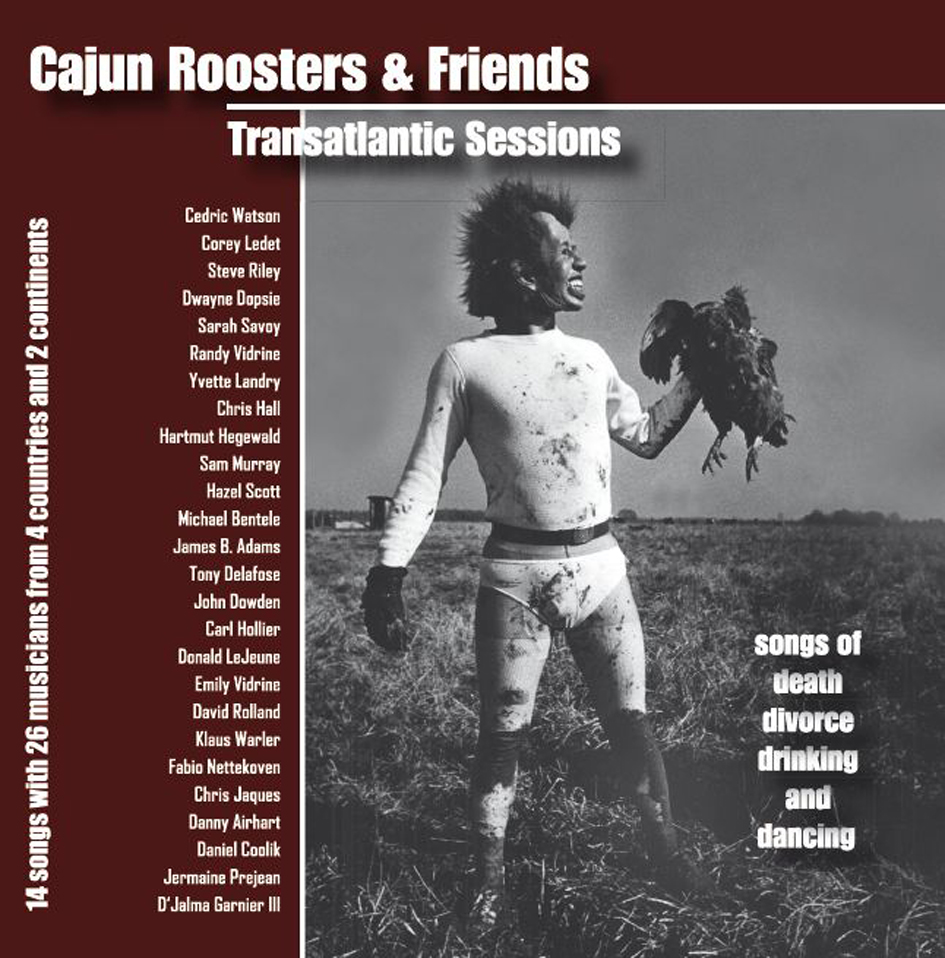 Cajun Roosters & Friends
Transatlantic Sessions
14 songs with 26 musicians from 4 countries and 2 continents
Cedric Watson
Corey Ledet
Steve Riley
Dwayne Dopsie
Sarah Savoy
Randy Vidrine
Yvette Landry
Chris Hall
Hartmut Hegewald
Sam Murray
Hazel Scott
Michael Bentele
James B. Adams
Tony Delafose
John Dowden
Carl Hollier
Donald LeJeune
Emily Vidrine
David Rolland
Klaus Warler
Fabio Nettekoven
Chris Jaques
Danny Airhart
Daniel Coolik
Jermaine Prejean
D'Jalma Garnier III
songs of
death
divorce
drinking
and
dancing